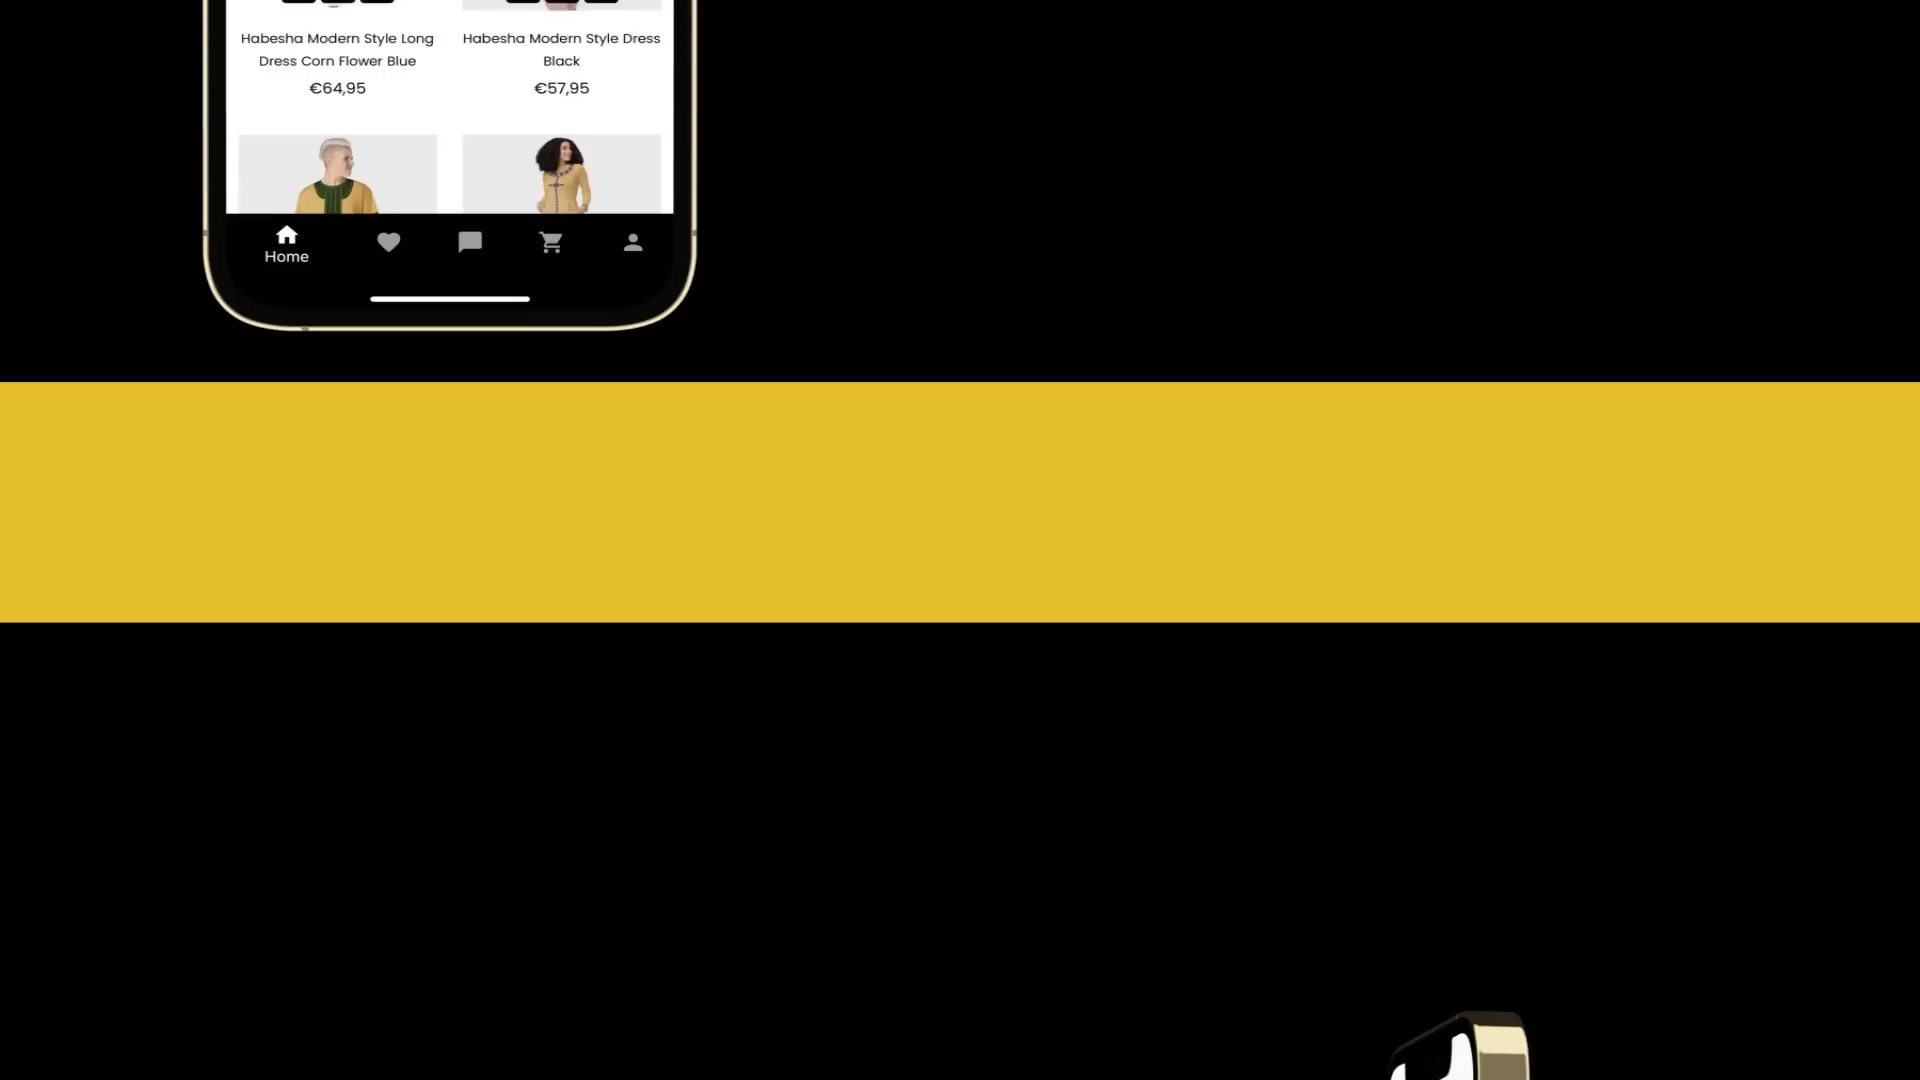 Habesha Modern Style Long
Dress Corn Flower Blue
€64,95
Habesha Modern Style Dress
Black
€57,95
Home